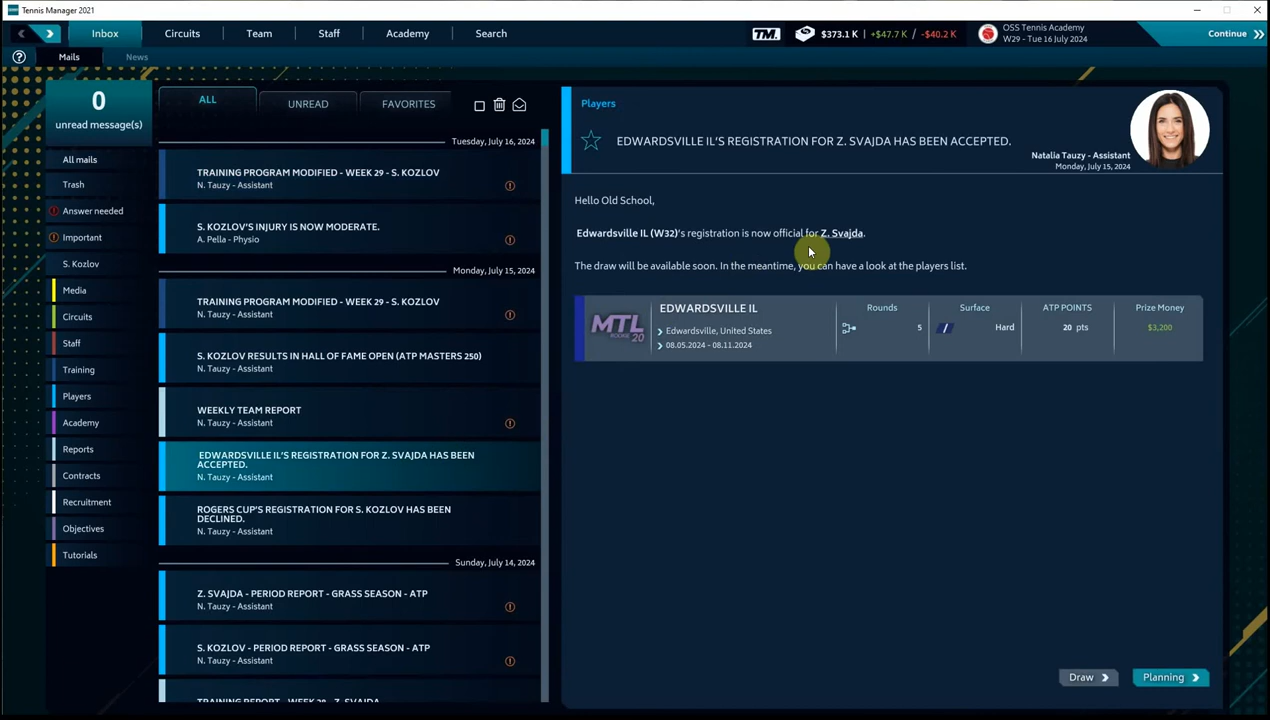 Tennis Manager 2021
Inbox
Circuits
Team
Staff
Academy
Search
TM.
$373.1 K / +$47.7 K / -$40.2 K
OSS Tennis Academy
W29 - Tue 16 July 2024
Continue
?
Mails
News
0
unread message(s)
All mails
Trash
Answer needed
Important
S. Kozlov
Media
Circuits
Staff
Training
Players
Academy
Reports
Contracts
Recruitment
Objectives
Tutorials
ALL
UNREAD
FAVORITES
Tuesday, July 16, 2024
TRAINING PROGRAM MODIFIED - WEEK 29 - S. KOZLOV
N. Tauzy - Assistant
S. KOZLOV'S INJURY IS NOW MODERATE.
A. Pella - Physio
Monday, July 15, 2024
TRAINING PROGRAM MODIFIED - WEEK 29 - S. KOZLOV
N. Tauzy - Assistant
S. KOZLOV RESULTS IN HALL OF FAME OPEN (ATP MASTERS 250)
N. Tauzy - Assistant
WEEKLY TEAM REPORT
N. Tauzy - Assistant
EDWARDSVILLE IL'S REGISTRATION FOR Z. SVAJDA HAS BEEN
ACCEPTED.
N. Tauzy - Assistant
ROGERS CUP'S REGISTRATION FOR S. KOZLOV HAS BEEN
DECLINED.
N. Tauzy - Assistant
Sunday, July 14, 2024
Z. SVAJDA - PERIOD REPORT - GRASS SEASON - ATP
N. Tauzy - Assistant
S. KOZLOV - PERIOD REPORT - GRASS SEASON - ATP
N. Tauzy - Assistant
TRAINING REPORT - WEEK 28 - Z. SVAJDA
Players
EDWARDSVILLE IL'S REGISTRATION FOR Z. SVAJDA HAS BEEN ACCEPTED.
Natalia Tauzy - Assistant
Monday, July 15, 2024
Hello Old School,
Edwardsville IL (W32)'s registration is now official for Z. Svajda.
The draw will be available soon. In the meantime, you can have a look at the players list.
MTL
20
EDWARDSVILLE IL
Edwardsville, United States
08.05.2024 - 08.11.2024
Rounds
5
Surface
Hard
ATP POINTS
20 pts
Prize Money
$3,200
Draw
Planning